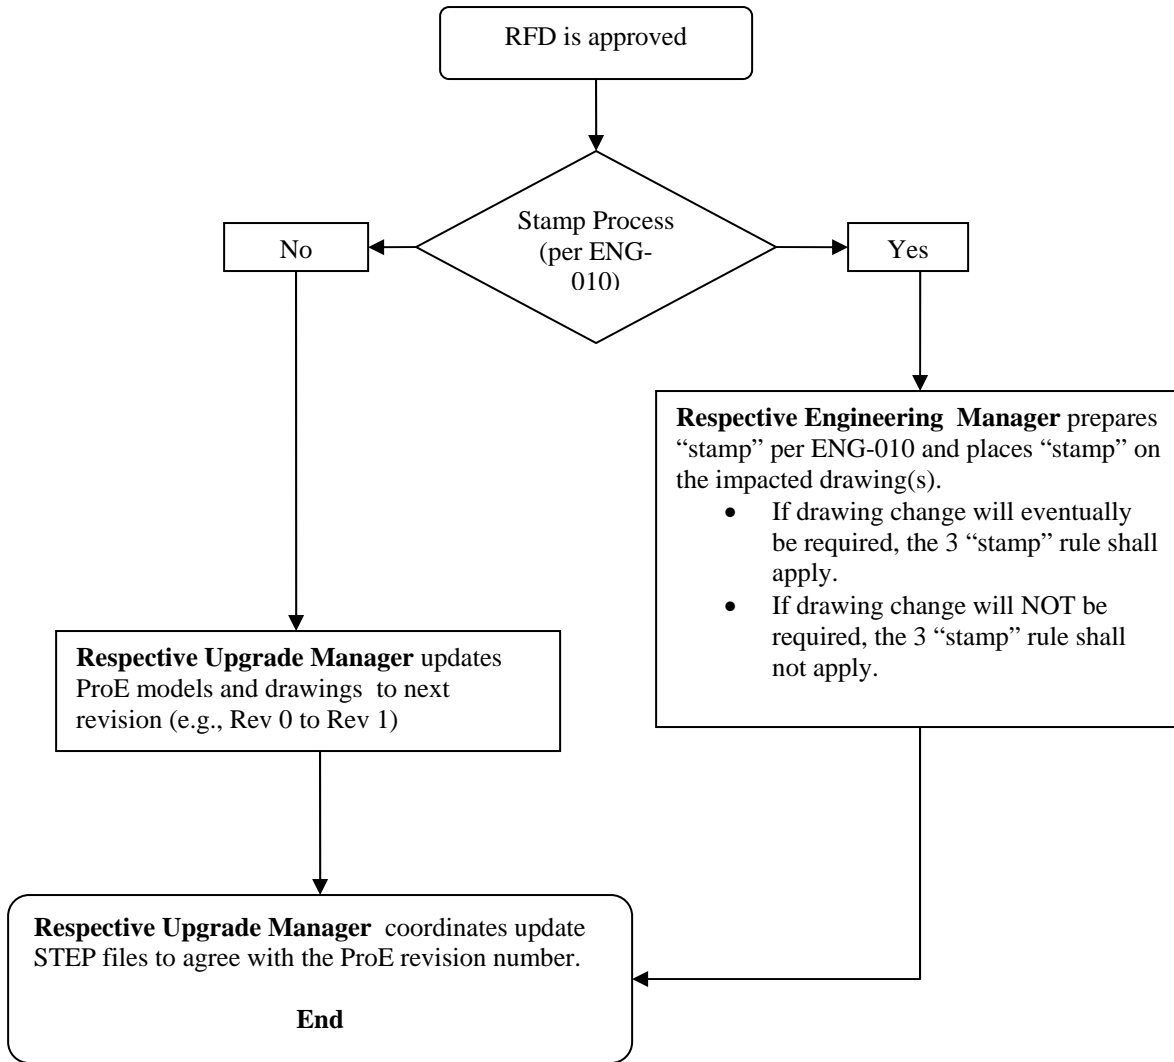 RFD is approved
Stamp Process
(per ENG-
010)
No
Yes
Respective Engineering  Manager prepares
“stamp” per ENG-010 and places “stamp” on
the impacted drawing(s).
• If drawing change will eventually
be required, the 3 “stamp” rule shall
apply.
• If drawing change will NOT be
required, the 3 “stamp” rule shall
not apply.
Respective Upgrade Manager updates
ProE models and drawings  to next
revision (e.g., Rev 0 to Rev 1)
Respective Upgrade Manager  coordinates update
STEP files to agree with the ProE revision number.
End